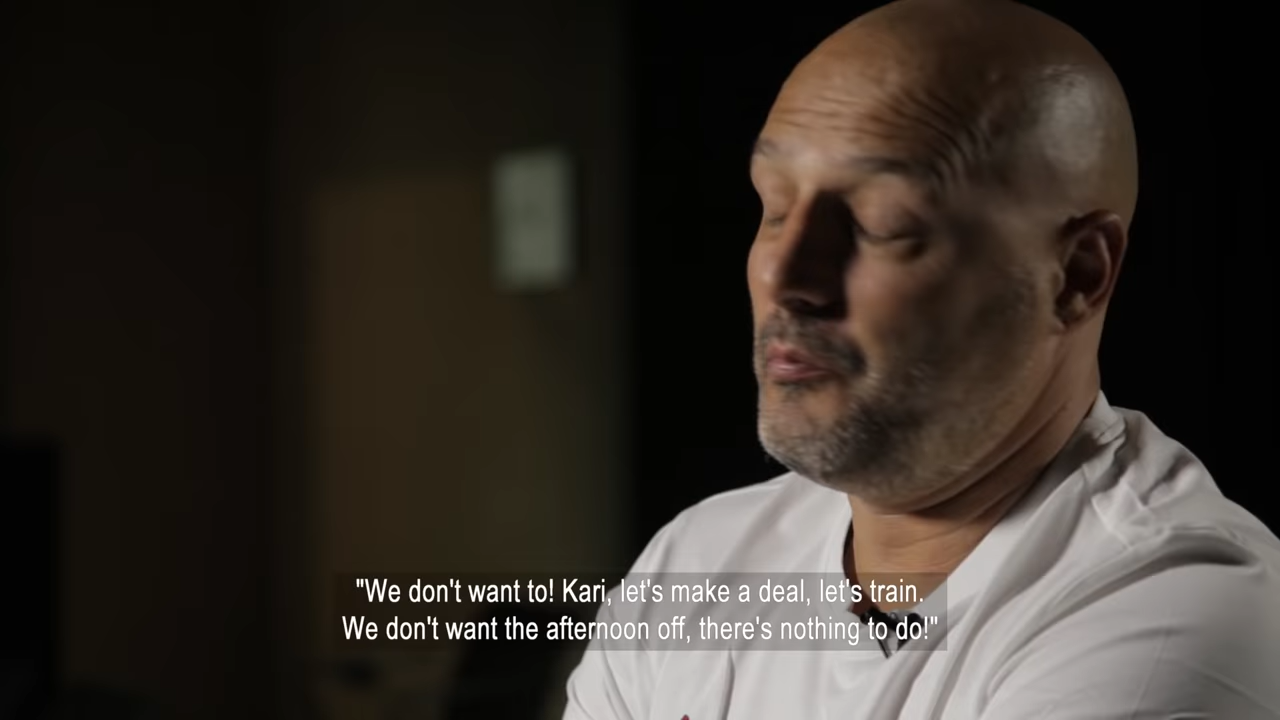 "We don't want to! Kari, let's make a deal, let's train.
We don't want the afternoon off, there's nothing to do!"